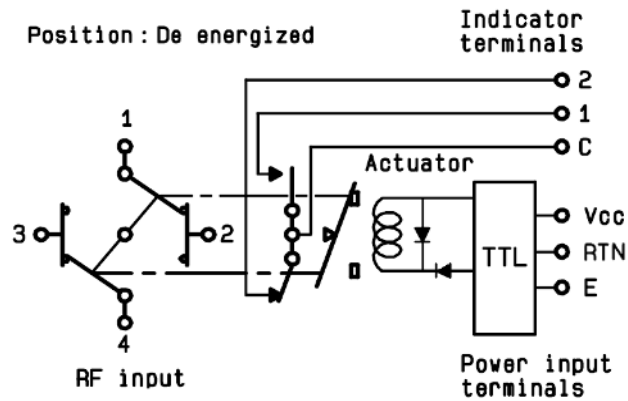 Position : De energized
Indicator
terminals
2
1
C
1
Actuator
3
2
4
TTL
Vcc
RTN
E
RF input
Power input
terminals